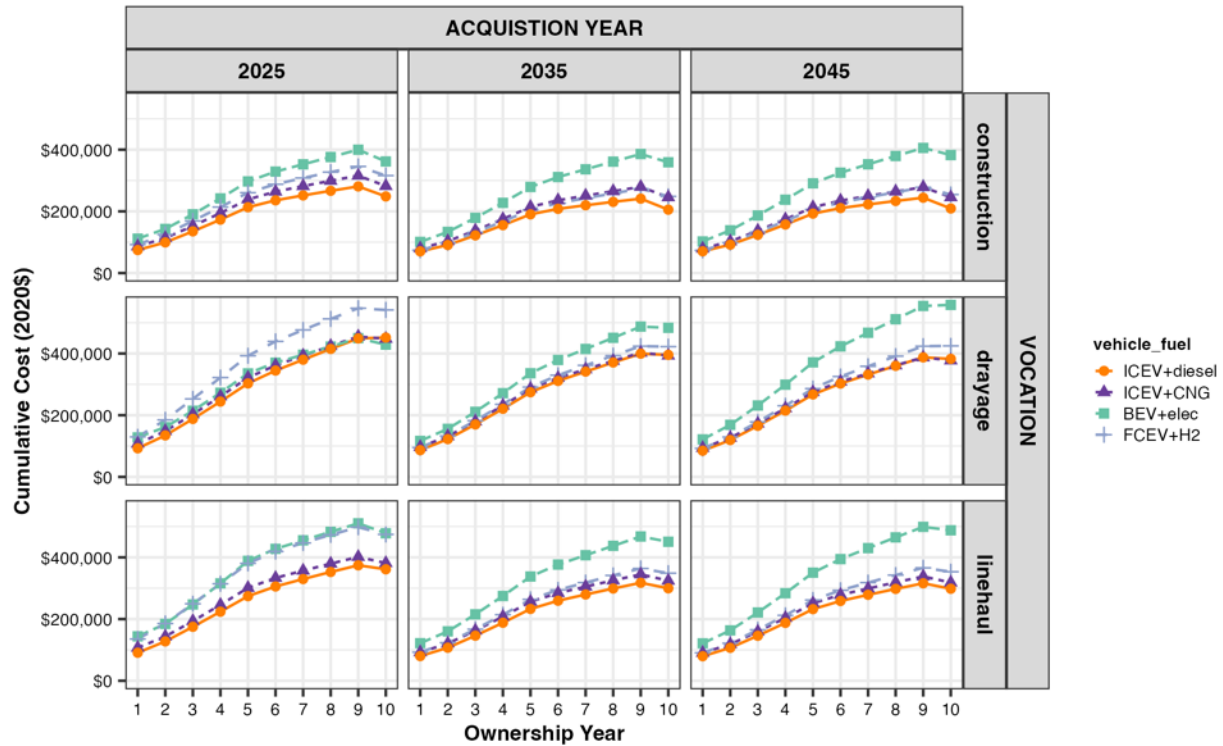 ACQUISTION YEAR
2025 2035 2045
Cumulative Cost (2020$)
$400,000
$200,000
$0
construction
$400,000
$200,000
$0
drayage
$400,000
$200,000
$0
linehaul
VOCATION
1 2 3 4 5 6 7 8 9 10 1 2 3 4 5 6 7 8 9 10 1 2 3 4 5 6 7 8 9 10
Ownership Year
vehicle_fuel
ICEV+diesel
ICEV+CNG
BEV+elec
FCEV+H2